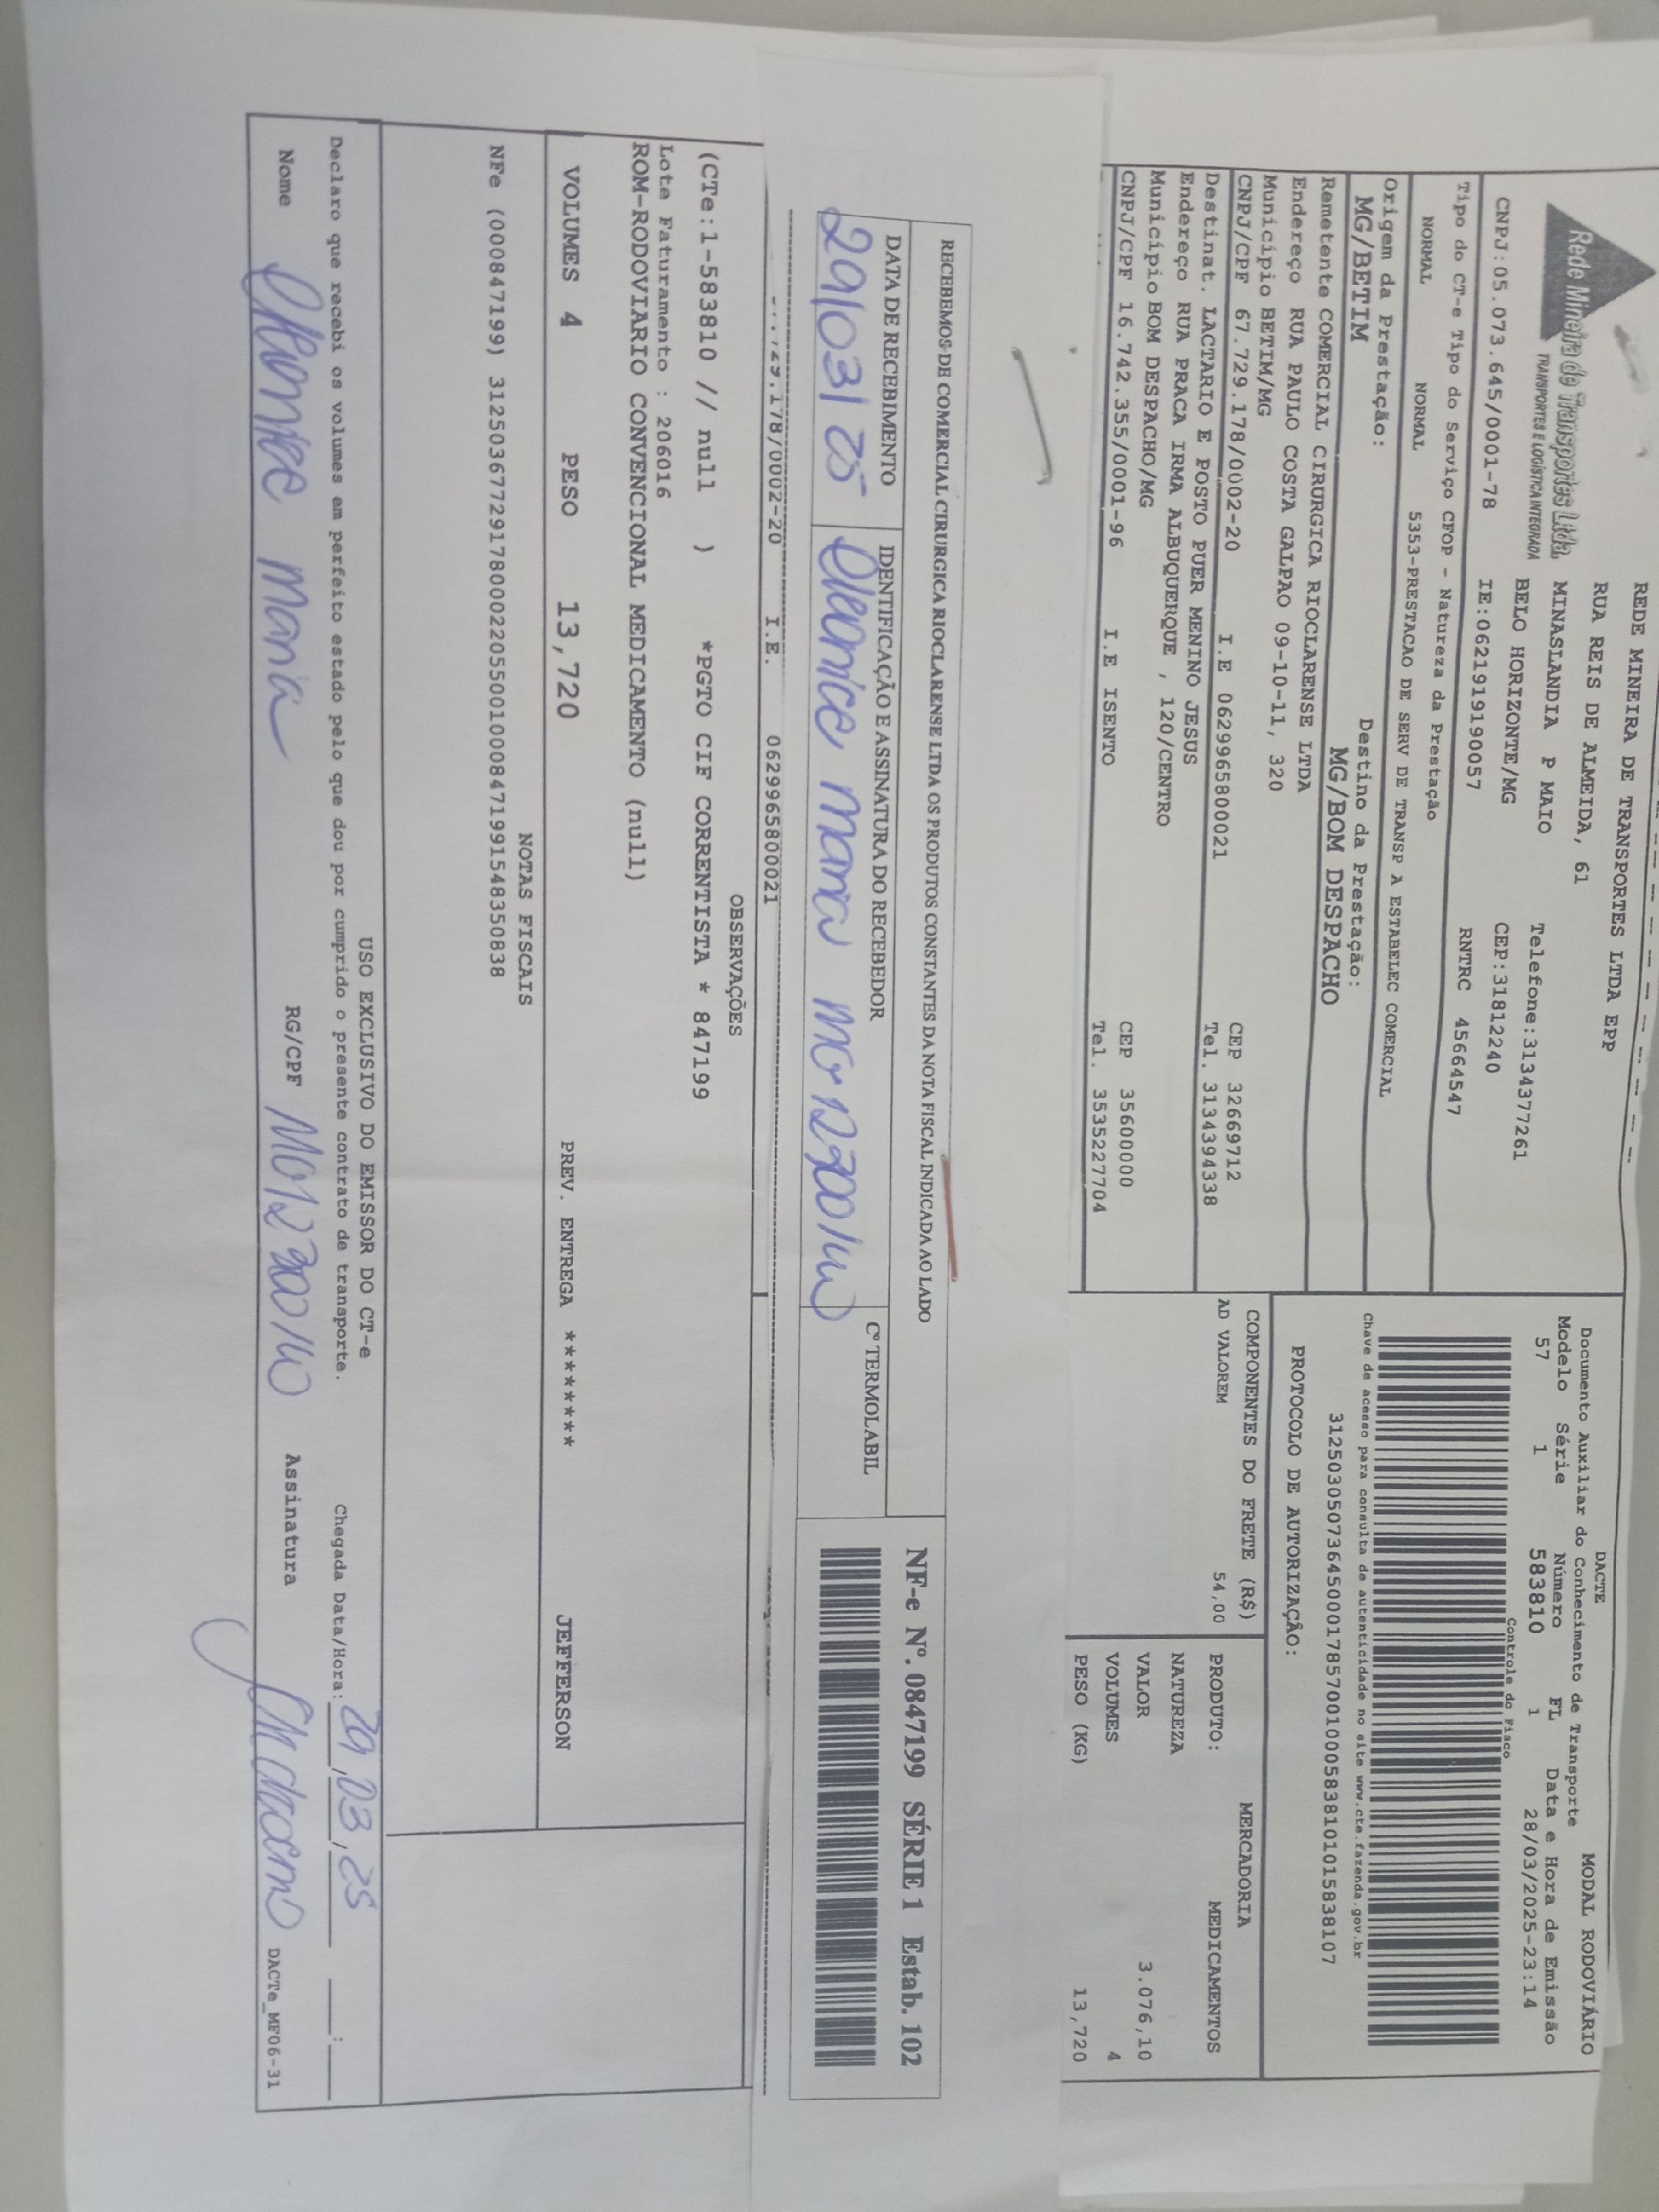 Rede Mineira de Transportes Ltda.
TRANSPORTES E LOGÍSTICA INTEGRADA
REDE MINEIRA DE TRANSPORTES LTDA EPP
RUA REIS DE ALMEIDA, 61
MINASLANDIA P MAIO Telefone:3134377261
BELO HORIZONTE/MG CEP:31812240
CNPJ:05.073.645/0001-78 IE:0621919190057 RNTRC 45664547
Tipo do CT-e Tipo do Serviço CFOP - Natureza da Prestação
NORMAL NORMAL 5353-PRESTACAO DE SERV DE TRANSP A ESTABELEC COMERCIAL
Origem da Prestação: Destino da Prestação:
MG/BETIM MG/BOM DESPACHO
Remetente COMERCIAL CIRURGICA RIOCLARENSE LTDA
Endereço RUA PAULO COSTA GALPAO 09-10-11, 320
Municipio BETIM/MG CEP 32669712
CNPJ/CPF 67.729.178/0002-20 I.E 0629965800021 Tel. 3134394338
Destinat. LACTARIO E POSTO PUER MENINO JESUS
Endereço RUA PRACA IRMA ALBUQUERQUE , 120/CENTRO
Município BOM DESPACHO/MG CEP 35600000
CNPJ/CPF 16.742.355/0001-96 I.E ISENTO Tel. 3535227704
DACTE MODAL RODOVIÁRIO
Documento Auxiliar do Conhecimento de Transporte
Modelo Série Número FL Data e Hora de Emissão
57 1 583810 1 28/03/2025-23:14
Controle do Fisco
Chave de acesso para consulta de autenticidade no site www.cte.fazenda.gov.br
31250305073645000178570010005838101015838107
PROTOCOLO DE AUTORIZAÇÃO:
COMPONENTES DO FRETE (R$)
AD VALOREM 54,00
MERCADORIA
PRODUTO: MEDICAMENTOS
NATUREZA
VALOR 3.076,10
VOLUMES 4
PESO (KG) 13,720
RECEBEMOS DE COMERCIAL CIRURGICA RIOCLARENSE LTDA OS PRODUTOS CONSTANTES DA NOTA FISCAL INDICADA AO LADO
DATA DE RECEBIMENTO IDENTIFICAÇÃO E ASSINATURA DO RECEBEDOR Cº TERMOLABIL
29/03/25 Cleonice Maria
NF-e Nº. 0847199 SÉRIE 1 Estab. 102
.729.178/0002-20 I.E. 0629965800021
OBSERVAÇÕES
(CTe:1-583810 // null ) *PGTO CIF CORRENTISTA * 847199
Lote Faturamento : 206016
ROM-RODOVIARIO CONVENCIONAL MEDICAMENTO (null)
VOLUMES 4 PESO 13,720 PREV. ENTREGA ******** JEFFERSON
NOTAS FISCAIS
NFe (000847199) 31250367729178000220550010008471991548350838
USO EXCLUSIVO DO EMISSOR DO CT-e
Declaro que recebi os volumes em perfeito estado pelo que dou por cumprido o presente contrato de transporte. Chegada Data/Hora: 29/03/25 :
Nome Cleonice Maria RG/CPF Assinatura
DACTe_MF06-31